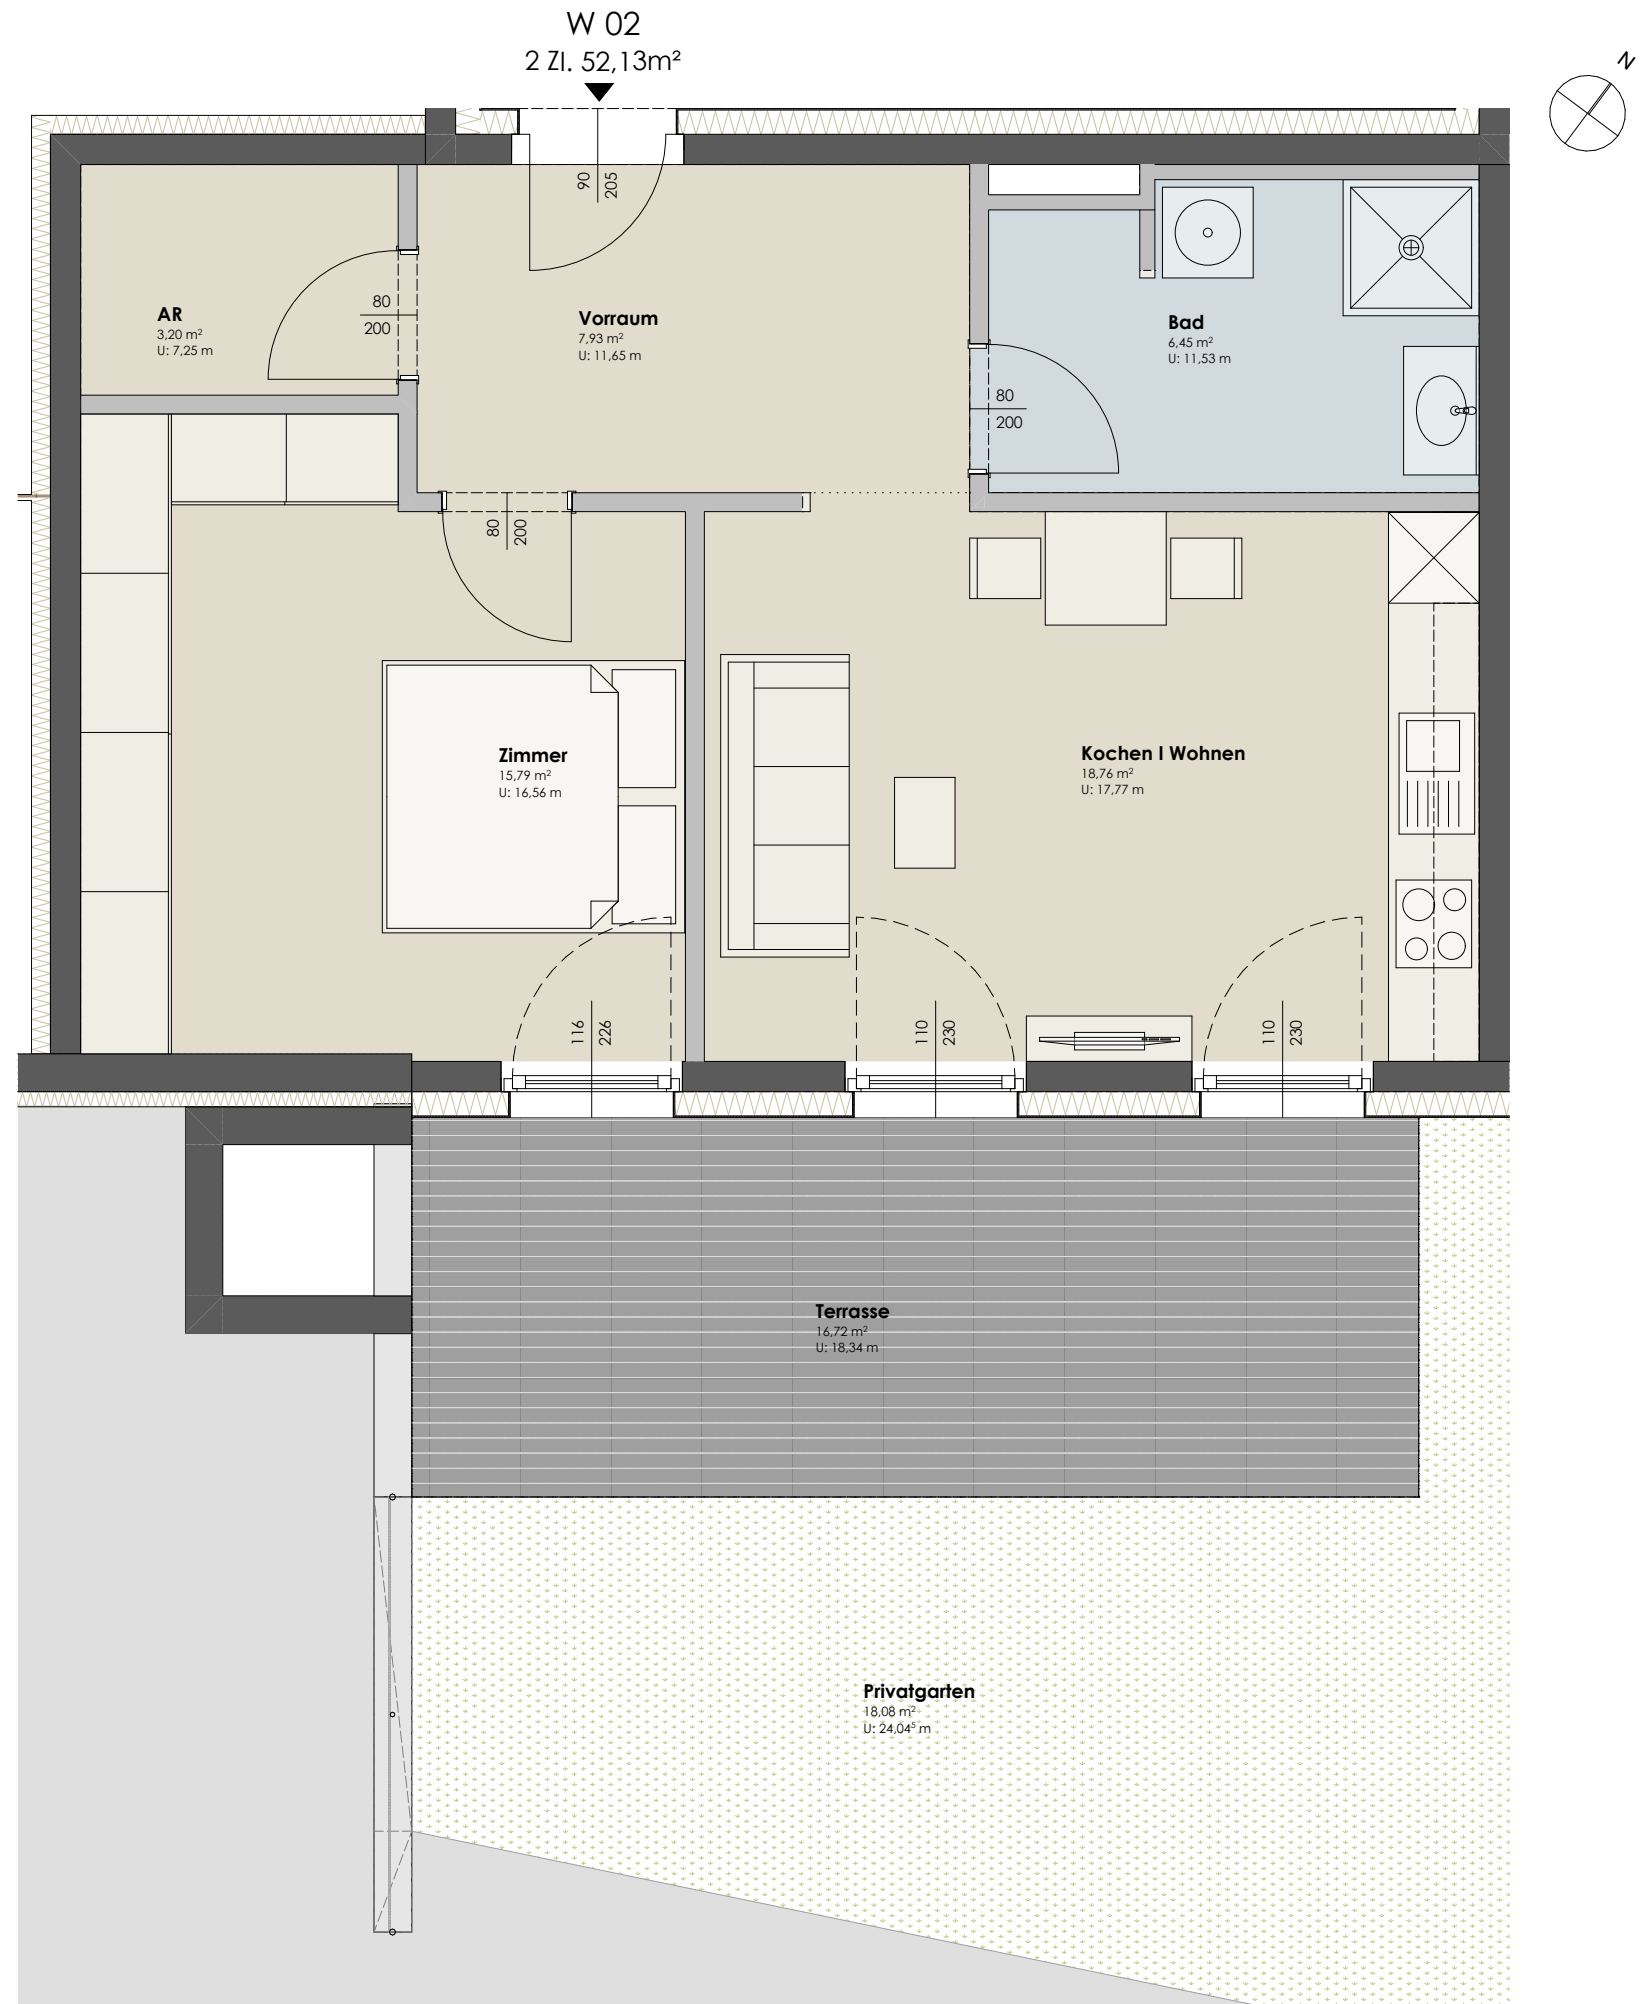 W 02
2 ZI. 52,13m²
N
90
205
AR
3,20 m²
U: 7,25 m
80
200
Vorraum
7,93 m²
U: 11,65 m
Bad
6,45 m²
U: 11,53 m
80
200
80
200
Zimmer
15,79 m²
U: 16,56 m
Kochen I Wohnen
18,76 m²
U: 17,77 m
116
226
110
230
110
230
Terrasse
16,72 m²
U: 18,34 m
Privatgarten
18,08 m²
U: 24,04⁵ m